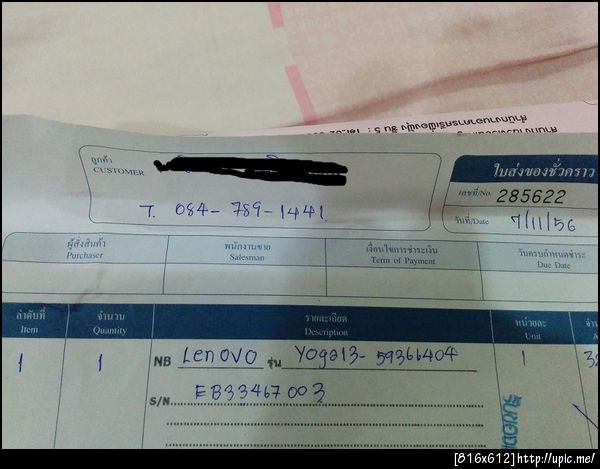 ลูกค้า
CUSTOMER
T. 084-789-1441
ใบส่งของชั่วคราว
เลขที่/No. 285622
วันที่/Date 7/11/56
ผู้สั่งสินค้า พนักงานขาย เงื่อนไขการชำระเงิน วันครบกำหนดชำระ
Purchaser Salesman Term of Payment Due Date
ลำดับที่ จำนวน รายละเอียด หน่วยละ
Item Quantity Description Unit
1 1 NB Lenovo รุ่น Yoga13-59366404 1
S/N. EB33467003
[816x612]http://upic.me/